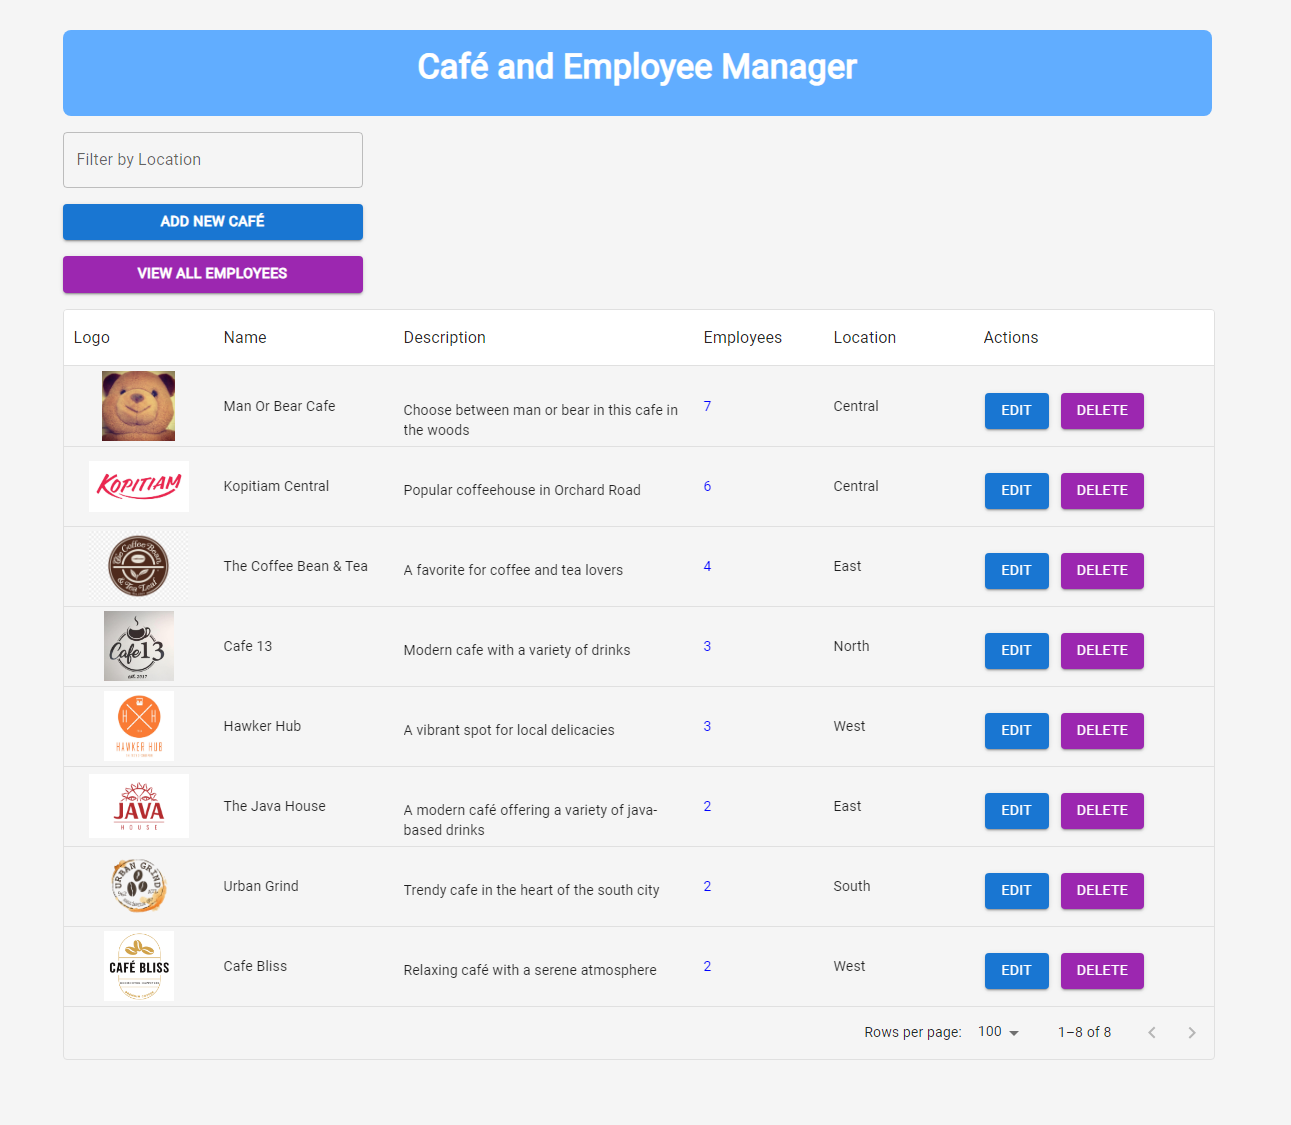 Café and Employee Manager
Filter by Location
ADD NEW CAFÉ
VIEW ALL EMPLOYEES
Logo Name Description Employees Location Actions
Man Or Bear Cafe Choose between man or bear in this cafe in 7 Central EDIT DELETE
the woods
KOPITIAM Kopitiam Central Popular coffeehouse in Orchard Road 6 Central EDIT DELETE
The Coffee Bean & Tea Leaf The Coffee Bean & Tea A favorite for coffee and tea lovers 4 East EDIT DELETE
Cafe13 Cafe 13 Modern cafe with a variety of drinks 3 North EDIT DELETE
est. 2017
H H
HAWKER HUB Hawker Hub A vibrant spot for local delicacies 3 West EDIT DELETE
JAVA The Java House A modern café offering a variety of java- 2 East EDIT DELETE
HOUSE based drinks
URBAN GRIND Urban Grind Trendy cafe in the heart of the south city 2 South EDIT DELETE
CAFÉ BLISS Cafe Bliss Relaxing café with a serene atmosphere 2 West EDIT DELETE
Rows per page: 100 1–8 of 8